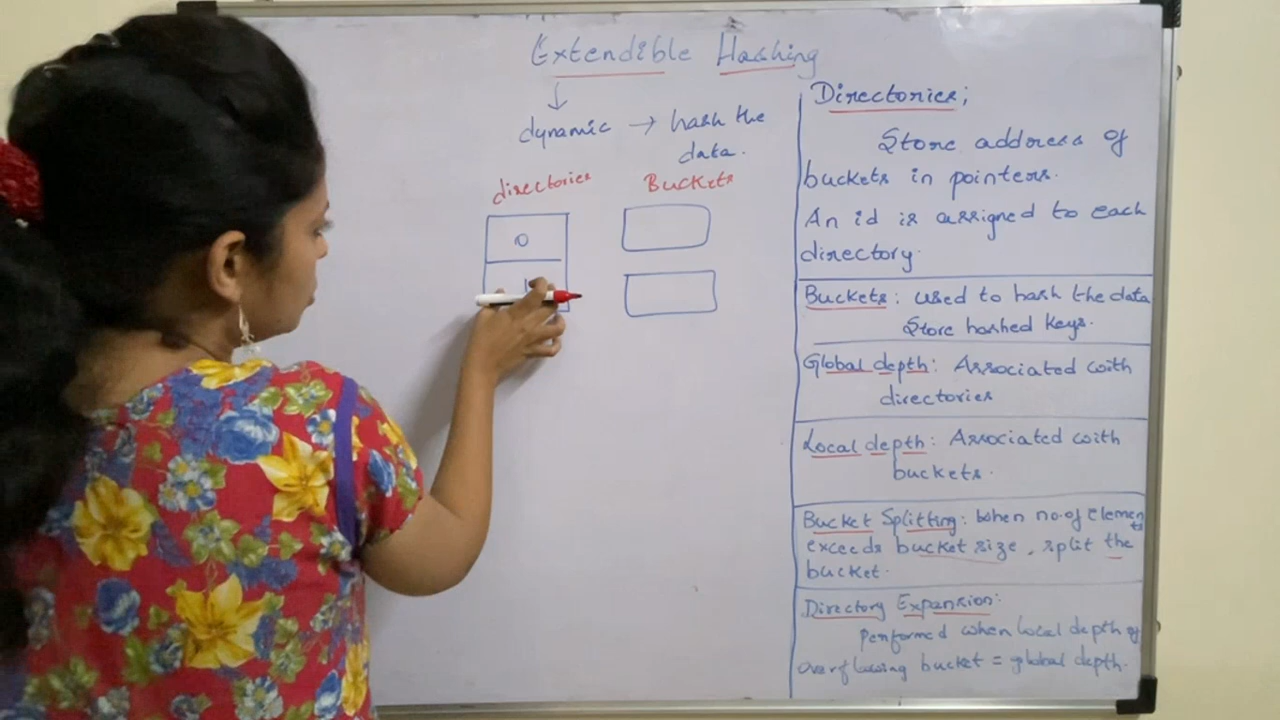 Extendible Hashing
dynamic → hash the
data.
directories Buckets
0
1
Directories;
Store address of
buckets in pointers.
An id is assigned to each
directory.
Buckets: used to hash the data
Store hashed keys.
Global depth: Associated with
directories
Local depth: Associated with
buckets.
Bucket Splitting: When no.of elements
exceeds bucket size, split the
bucket.
Directory Expansion:
Performed when local depth of
overflowing bucket = global depth.